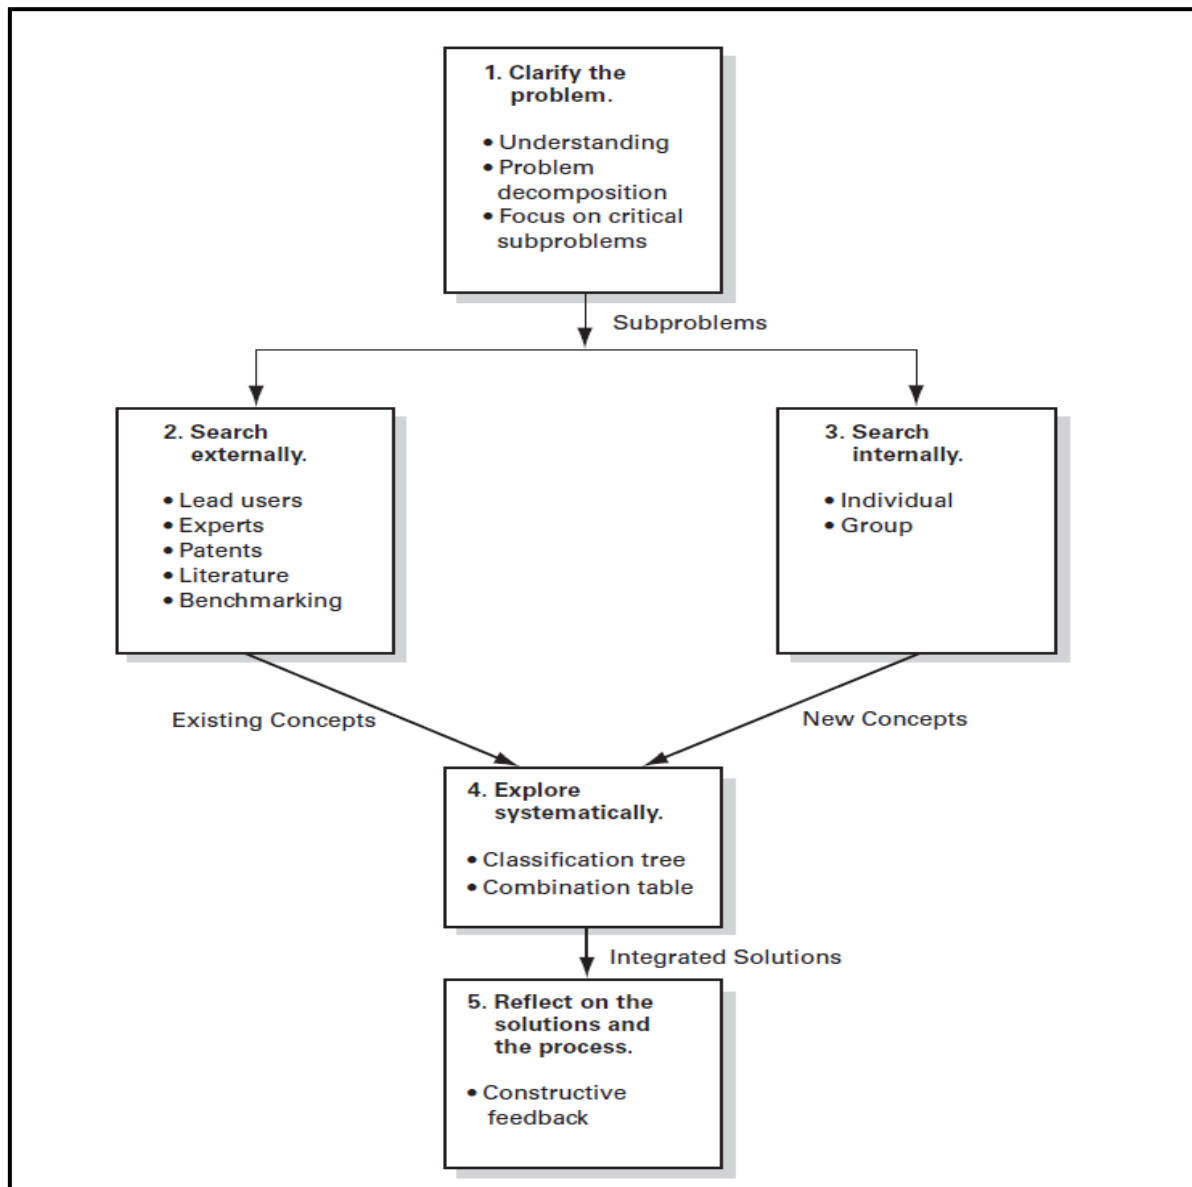 1. Clarify the
problem.
• Understanding
• Problem
decomposition
• Focus on critical
subproblems
Subproblems
2. Search
externally.
• Lead users
• Experts
• Patents
• Literature
• Benchmarking
3. Search
internally.
• Individual
• Group
Existing Concepts
New Concepts
4. Explore
systematically.
• Classification tree
• Combination table
Integrated Solutions
5. Reflect on the
solutions and
the process.
• Constructive
feedback